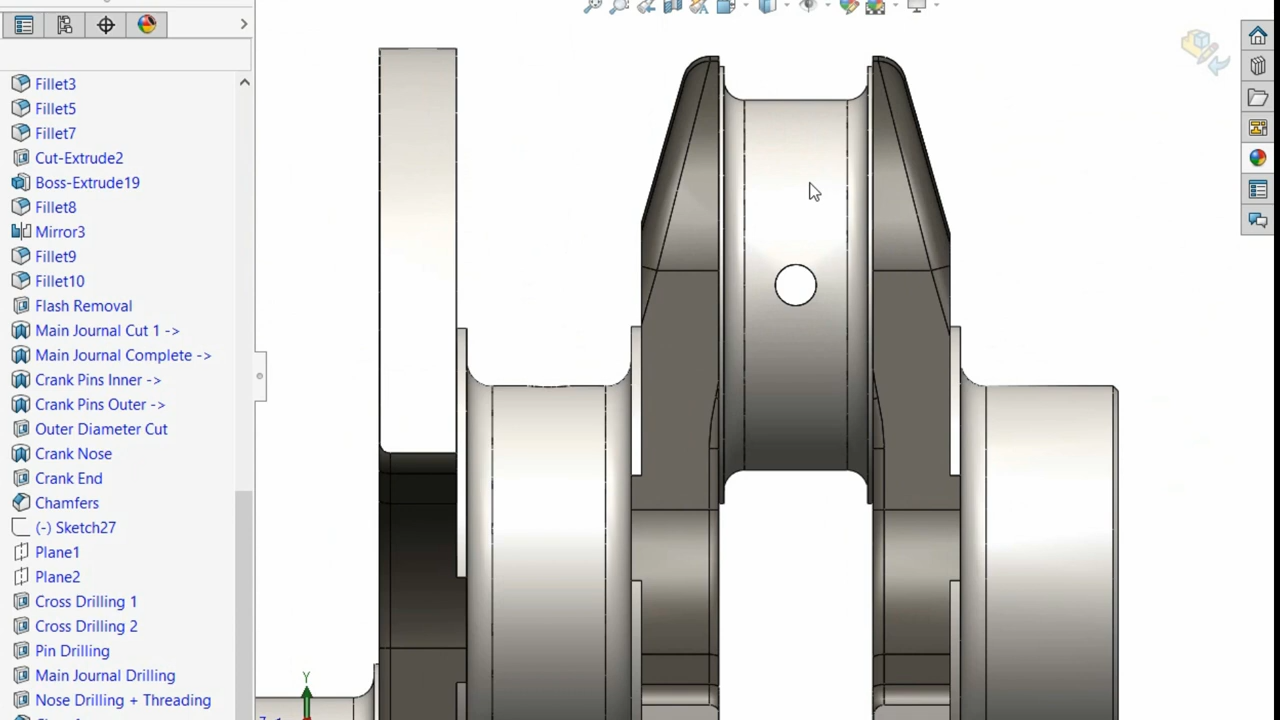 Fillet3
Fillet5
Fillet7
Cut-Extrude2
Boss-Extrude19
Fillet8
Mirror3
Fillet9
Fillet10
Flash Removal
Main Journal Cut 1 ->
Main Journal Complete ->
Crank Pins Inner ->
Crank Pins Outer ->
Outer Diameter Cut
Crank Nose
Crank End
Chamfers
(-) Sketch27
Plane1
Plane2
Cross Drilling 1
Cross Drilling 2
Pin Drilling
Main Journal Drilling
Y
Nose Drilling + Threading